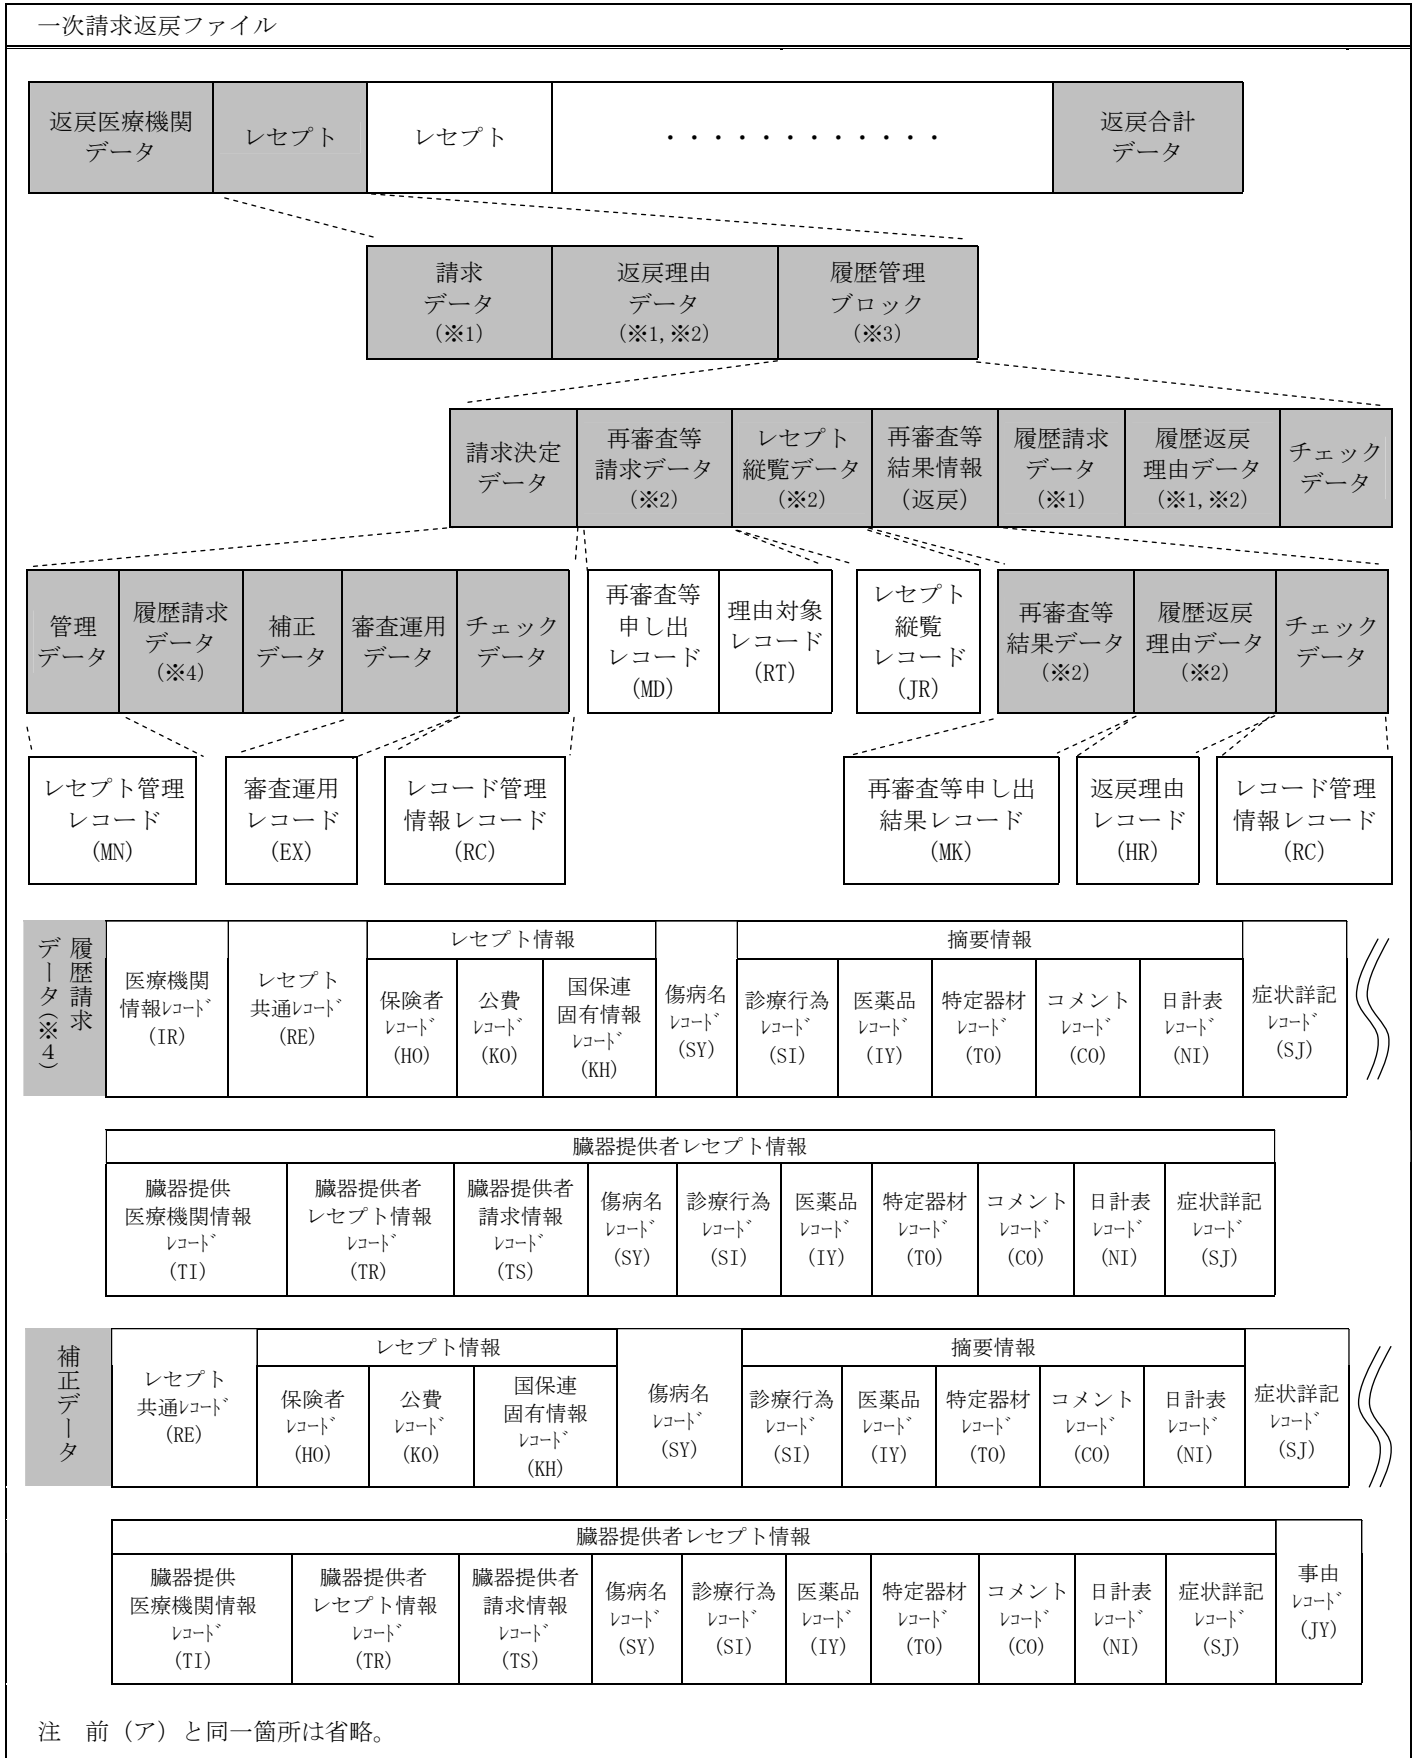 一次請求返戻ファイル
返戻医療機関
データ
レセプト
レセプト
・・・・・・・・・・・・
返戻合計
データ
請求
データ
(※1)
返戻理由
データ
(※1,※2)
履歴管理
ブロック
(※3)
請求決定
データ
再審査等
請求データ
(※2)
レセプト
縦覧データ
(※2)
再審査等
結果情報
(返戻)
履歴請求
データ
(※1)
履歴返戻
理由データ
(※1,※2)
チェック
データ
管理
データ
履歴請求
データ
(※4)
補正
データ
審査運用
データ
チェック
データ
再審査等
申し出
レコード
(MD)
理由対象
レコード
(RT)
レセプト
縦覧
レコード
(JR)
再審査等
結果データ
(※2)
履歴返戻
理由データ
(※2)
チェック
データ
レセプト管理
レコード
(MN)
審査運用
レコード
(EX)
レコード管理
情報レコード
(RC)
再審査等申し出
結果レコード
(MK)
返戻理由
レコード
(HR)
レコード管理
情報レコード
(RC)
履歴請求
データ(※4)
医療機関
情報ﾚｺｰﾄﾞ
(IR)
レセプト
共通ﾚｺｰﾄﾞ
(RE)
レセプト情報
保険者
ﾚｺｰﾄﾞ
(HO)
公費
ﾚｺｰﾄﾞ
(KO)
国保連
固有情報
ﾚｺｰﾄﾞ
(KH)
傷病名
ﾚｺｰﾄﾞ
(SY)
摘要情報
診療行為
ﾚｺｰﾄﾞ
(SI)
医薬品
ﾚｺｰﾄﾞ
(IY)
特定器材
ﾚｺｰﾄﾞ
(TO)
コメント
ﾚｺｰﾄﾞ
(CO)
日計表
ﾚｺｰﾄﾞ
(NI)
症状詳記
ﾚｺｰﾄﾞ
(SJ)
臓器提供者レセプト情報
臓器提供
医療機関情報
ﾚｺｰﾄﾞ
(TI)
臓器提供者
レセプト情報
ﾚｺｰﾄﾞ
(TR)
臓器提供者
請求情報
ﾚｺｰﾄﾞ
(TS)
傷病名
ﾚｺｰﾄﾞ
(SY)
診療行為
ﾚｺｰﾄﾞ
(SI)
医薬品
ﾚｺｰﾄﾞ
(IY)
特定器材
ﾚｺｰﾄﾞ
(TO)
コメント
ﾚｺｰﾄﾞ
(CO)
日計表
ﾚｺｰﾄﾞ
(NI)
症状詳記
ﾚｺｰﾄﾞ
(SJ)
補正データ
レセプト
共通ﾚｺｰﾄﾞ
(RE)
レセプト情報
保険者
ﾚｺｰﾄﾞ
(HO)
公費
ﾚｺｰﾄﾞ
(KO)
国保連
固有情報
ﾚｺｰﾄﾞ
(KH)
傷病名
ﾚｺｰﾄﾞ
(SY)
摘要情報
診療行為
ﾚｺｰﾄﾞ
(SI)
医薬品
ﾚｺｰﾄﾞ
(IY)
特定器材
ﾚｺｰﾄﾞ
(TO)
コメント
ﾚｺｰﾄﾞ
(CO)
日計表
ﾚｺｰﾄﾞ
(NI)
症状詳記
ﾚｺｰﾄﾞ
(SJ)
臓器提供者レセプト情報
臓器提供
医療機関情報
ﾚｺｰﾄﾞ
(TI)
臓器提供者
レセプト情報
ﾚｺｰﾄﾞ
(TR)
臓器提供者
請求情報
ﾚｺｰﾄﾞ
(TS)
傷病名
ﾚｺｰﾄﾞ
(SY)
診療行為
ﾚｺｰﾄﾞ
(SI)
医薬品
ﾚｺｰﾄﾞ
(IY)
特定器材
ﾚｺｰﾄﾞ
(TO)
コメント
ﾚｺｰﾄﾞ
(CO)
日計表
ﾚｺｰﾄﾞ
(NI)
症状詳記
ﾚｺｰﾄﾞ
(SJ)
事由
ﾚｺｰﾄﾞ
(JY)
注　前（ア）と同一箇所は省略。